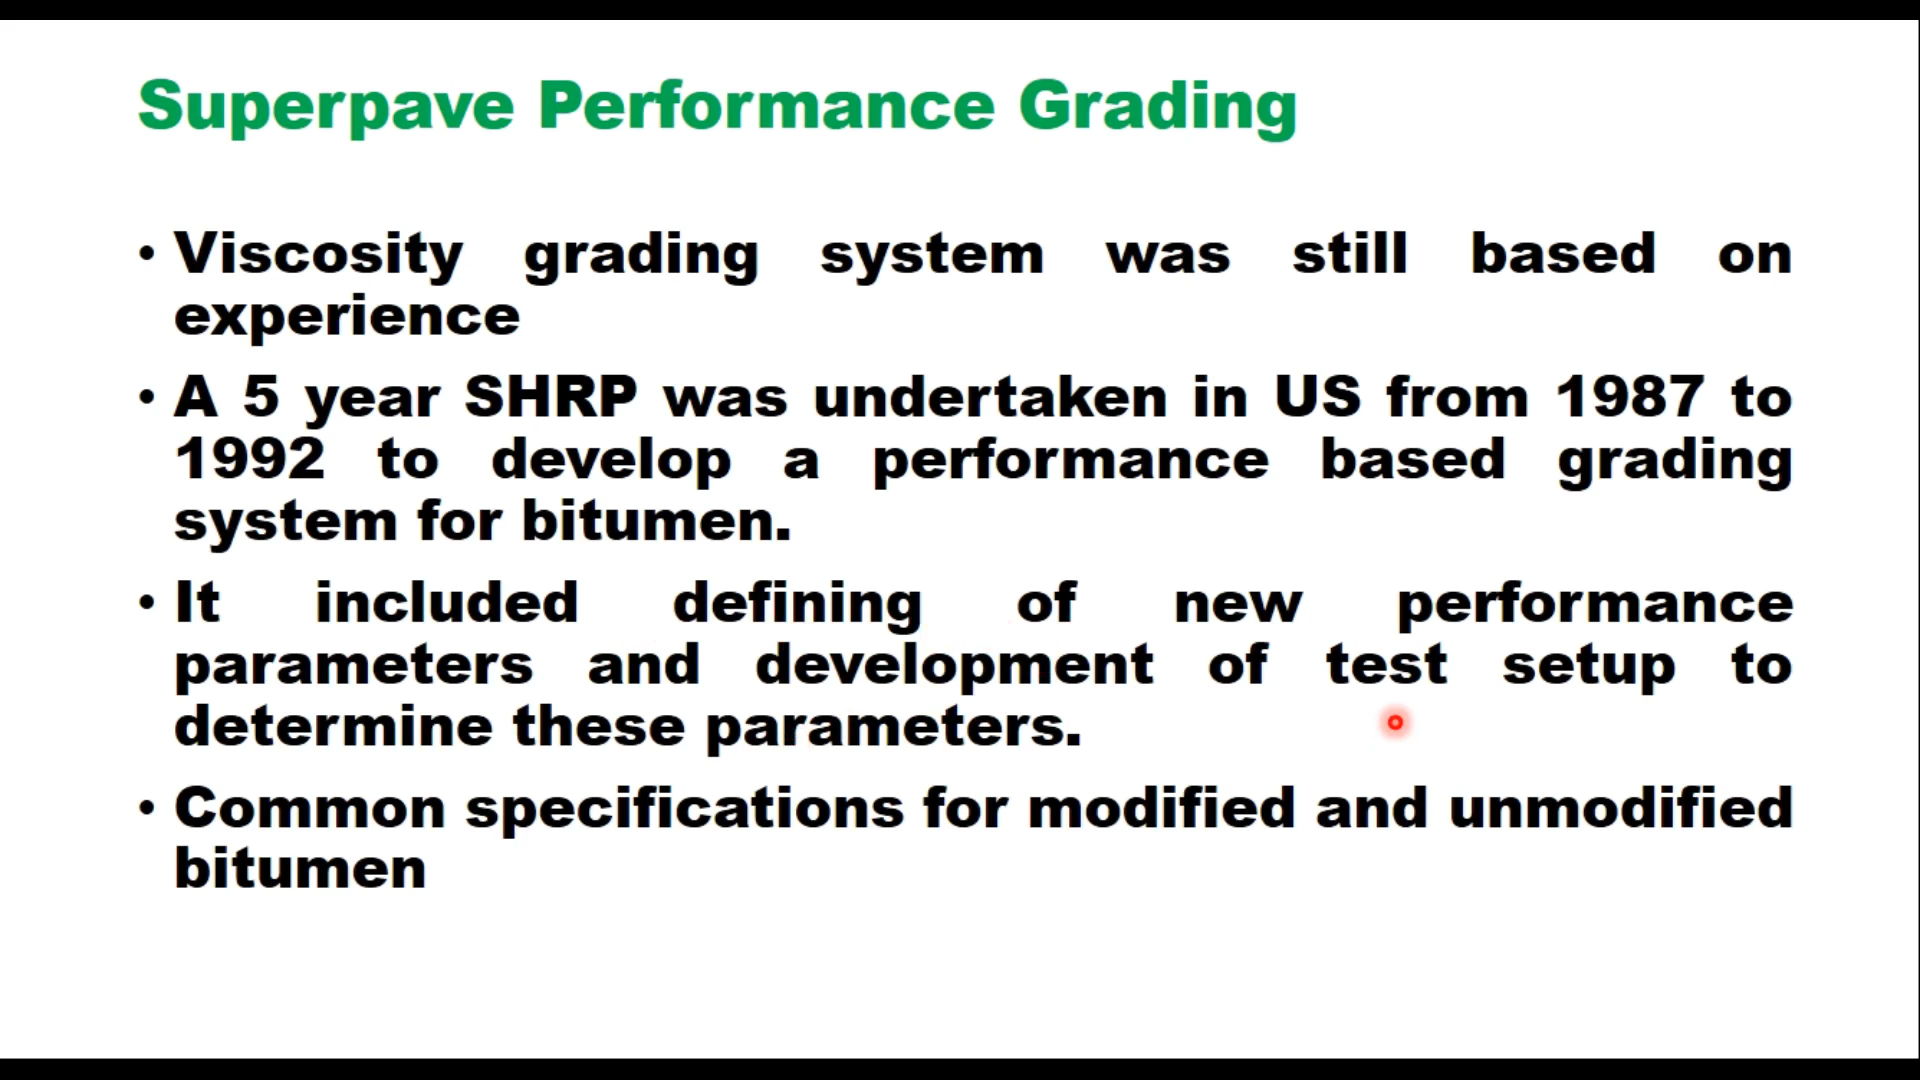 Superpave Performance Grading
• Viscosity grading system was still based on
experience
• A 5 year SHRP was undertaken in US from 1987 to
1992 to develop a performance based grading
system for bitumen.
• It included defining of new performance
parameters and development of test setup to
determine these parameters.
• Common specifications for modified and unmodified
bitumen